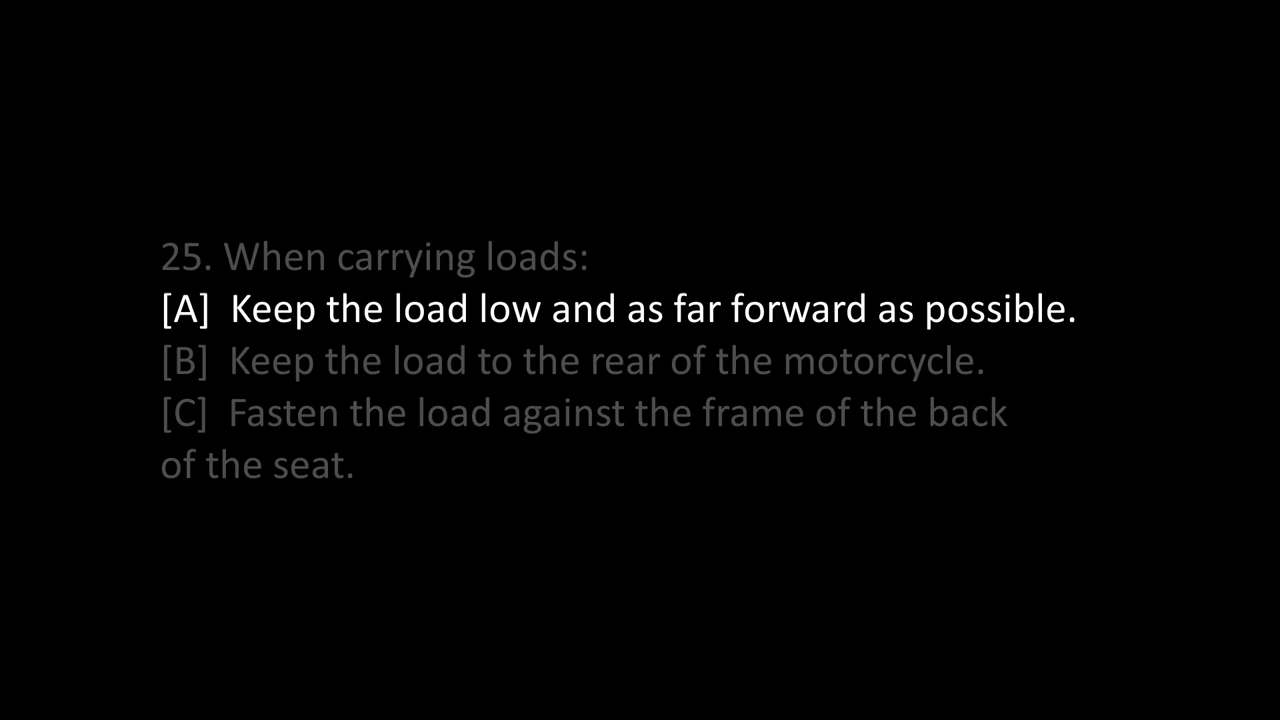 25. When carrying loads:
[A]  Keep the load low and as far forward as possible.
[B]  Keep the load to the rear of the motorcycle.
[C]  Fasten the load against the frame of the back
of the seat.